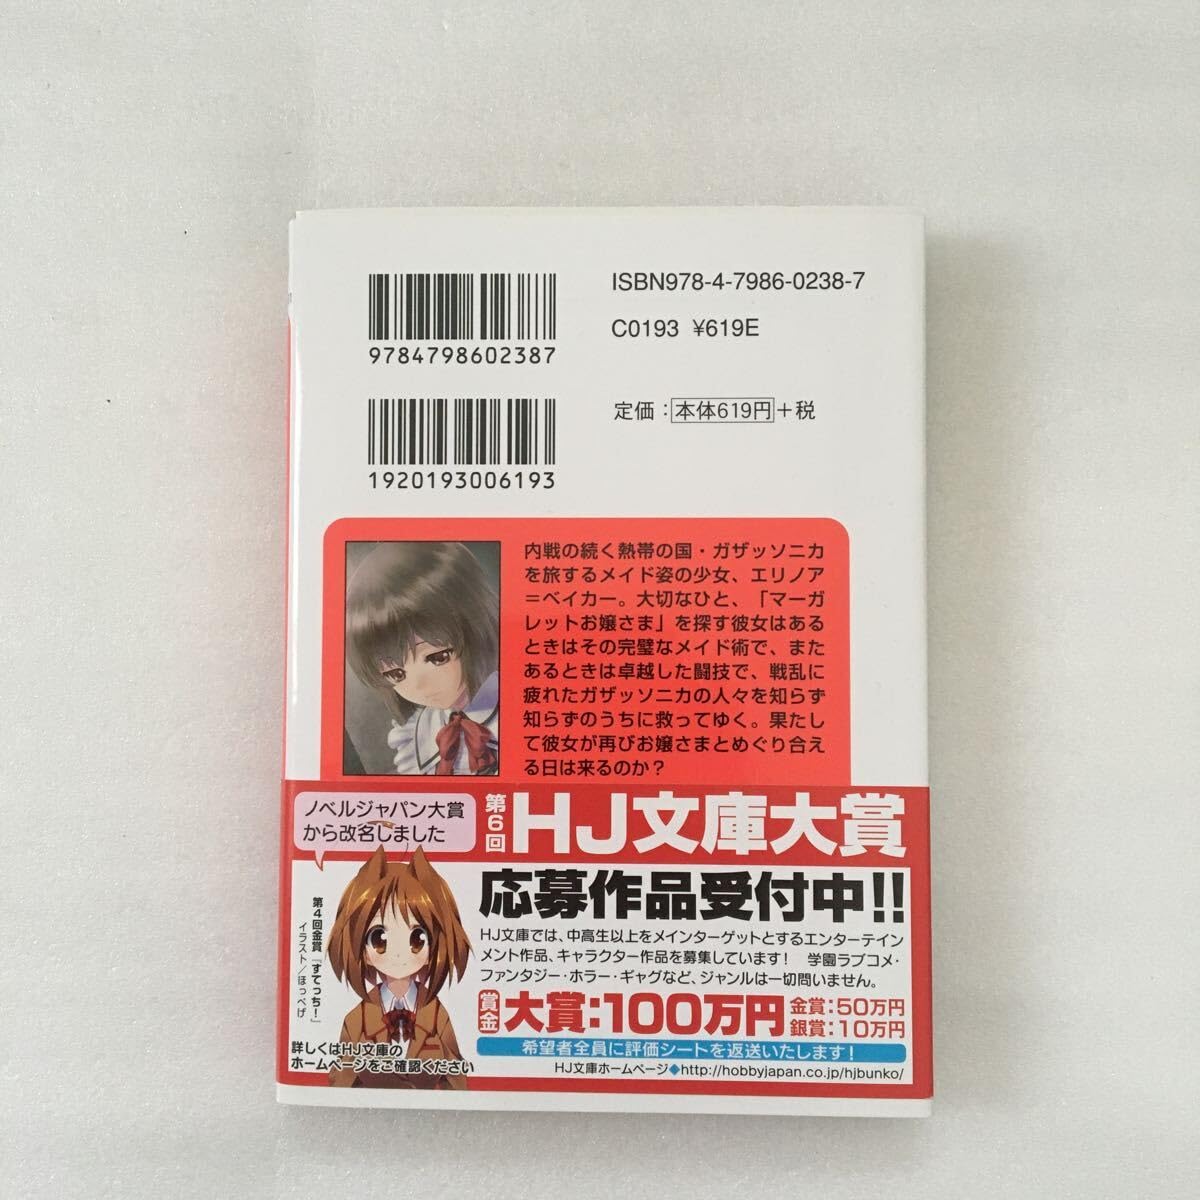 ISBN978-4-7986-0238-7
C0193 ¥619E
9784798602387
定価：本体619円+税
1920193006193
内戦の続く熱帯の国・ガザッソニカ
を旅するメイド姿の少女、エリノア
＝ベイカー。大切なひと、「マーガ
レットお嬢さま」を探す彼女はある
ときはその完璧なメイド術で、また
あるときは卓越した闘技で、戦乱に
疲れたガザッソニカの人々を知らず
知らずのうちに救ってゆく。果たし
て彼女が再びお嬢さまとめぐり合え
る日は来るのか？
ノベルジャパン大賞
から改名しました
第6回
HJ文庫大賞
応募作品受付中!!
HJ文庫では、中高生以上をメインターゲットとするエンターテイン
メント作品、キャラクター作品を募集しています！　学園ラブコメ・
ファンタジー・ホラー・ギャグなど、ジャンルは一切問いません。
賞金
大賞：100万円
金賞：50万円
銀賞：10万円
希望者全員に評価シートを返送いたします！
HJ文庫ホームページ◆http://hobbyjapan.co.jp/hjbunko/
第4回金賞『すてっち！』
イラスト／ほっぺげ
詳しくはHJ文庫の
ホームページをご確認ください